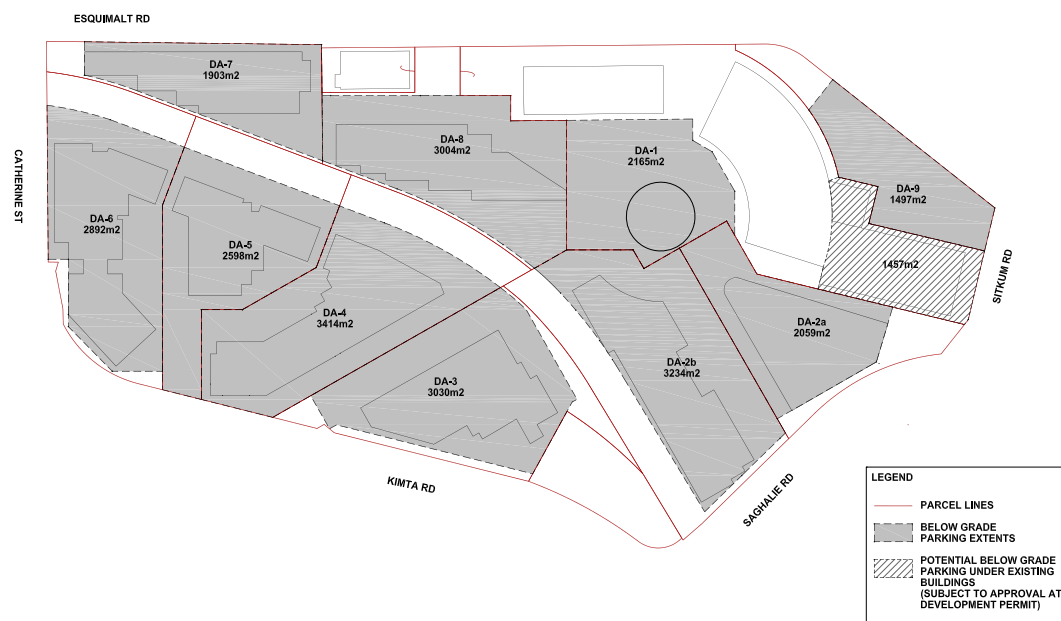 ESQUIMALT RD
DA-7
1903m2
DA-8
3004m2
DA-1
2165m2
DA-9
1497m2
CATHERINE ST
DA-6
2892m2
DA-5
2598m2
1457m2
SITKUM RD
DA-4
3414m2
DA-2a
2059m2
DA-2b
3234m2
DA-3
3030m2
KIMTA RD
SAGHALIE RD
LEGEND
PARCEL LINES
BELOW GRADE
PARKING EXTENTS
POTENTIAL BELOW GRADE
PARKING UNDER EXISTING
BUILDINGS
(SUBJECT TO APPROVAL AT
DEVELOPMENT PERMIT)